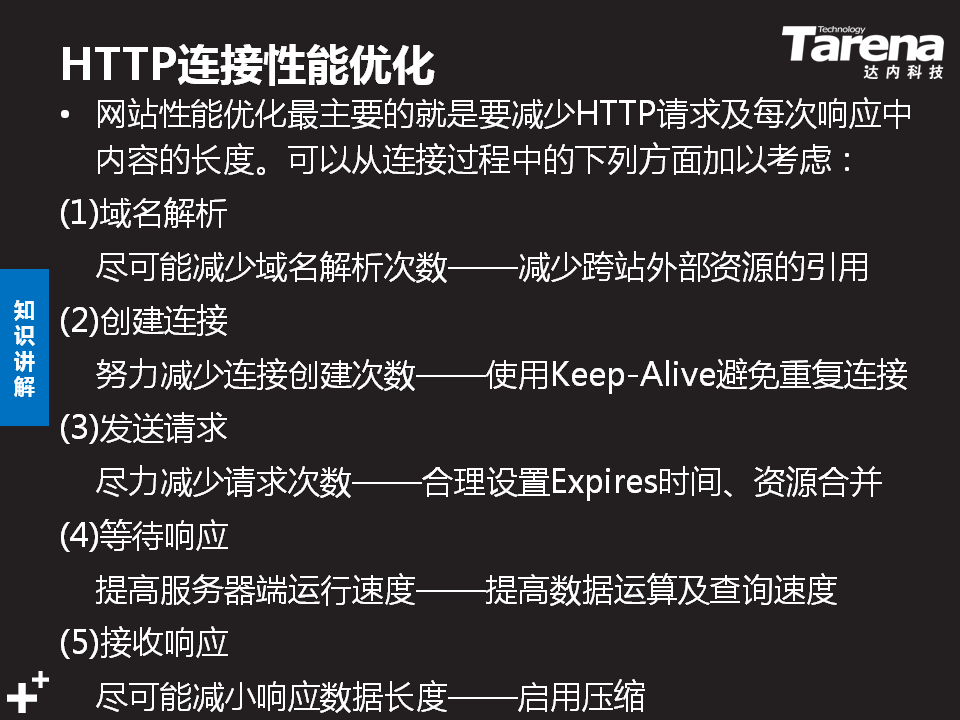 Technology
Tarena
达内科技
HTTP连接性能优化
• 网站性能优化最主要的就是要减少HTTP请求及每次响应中
内容的长度。可以从连接过程中的下列方面加以考虑：
(1)域名解析
尽可能减少域名解析次数——减少跨站外部资源的引用
(2)创建连接
努力减少连接创建次数——使用Keep-Alive避免重复连接
(3)发送请求
尽力减少请求次数——合理设置Expires时间、资源合并
(4)等待响应
提高服务器端运行速度——提高数据运算及查询速度
(5)接收响应
尽可能减小响应数据长度——启用压缩
知
识
讲
解